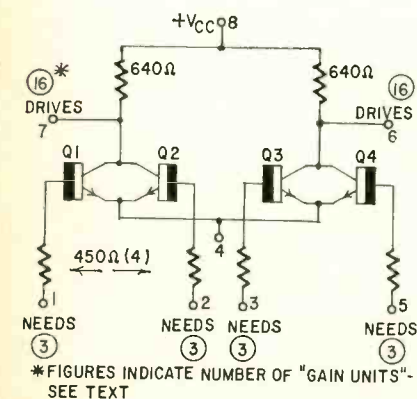 +VCC 8
640Ω 640Ω
16 * 16
DRIVES DRIVES
7 6
Q1 Q2 Q3 Q4
4
450Ω (4)
1 2 3 5
NEEDS NEEDS NEEDS NEEDS
3 3 3 3
*FIGURES INDICATE NUMBER OF "GAIN UNITS"-
SEE TEXT